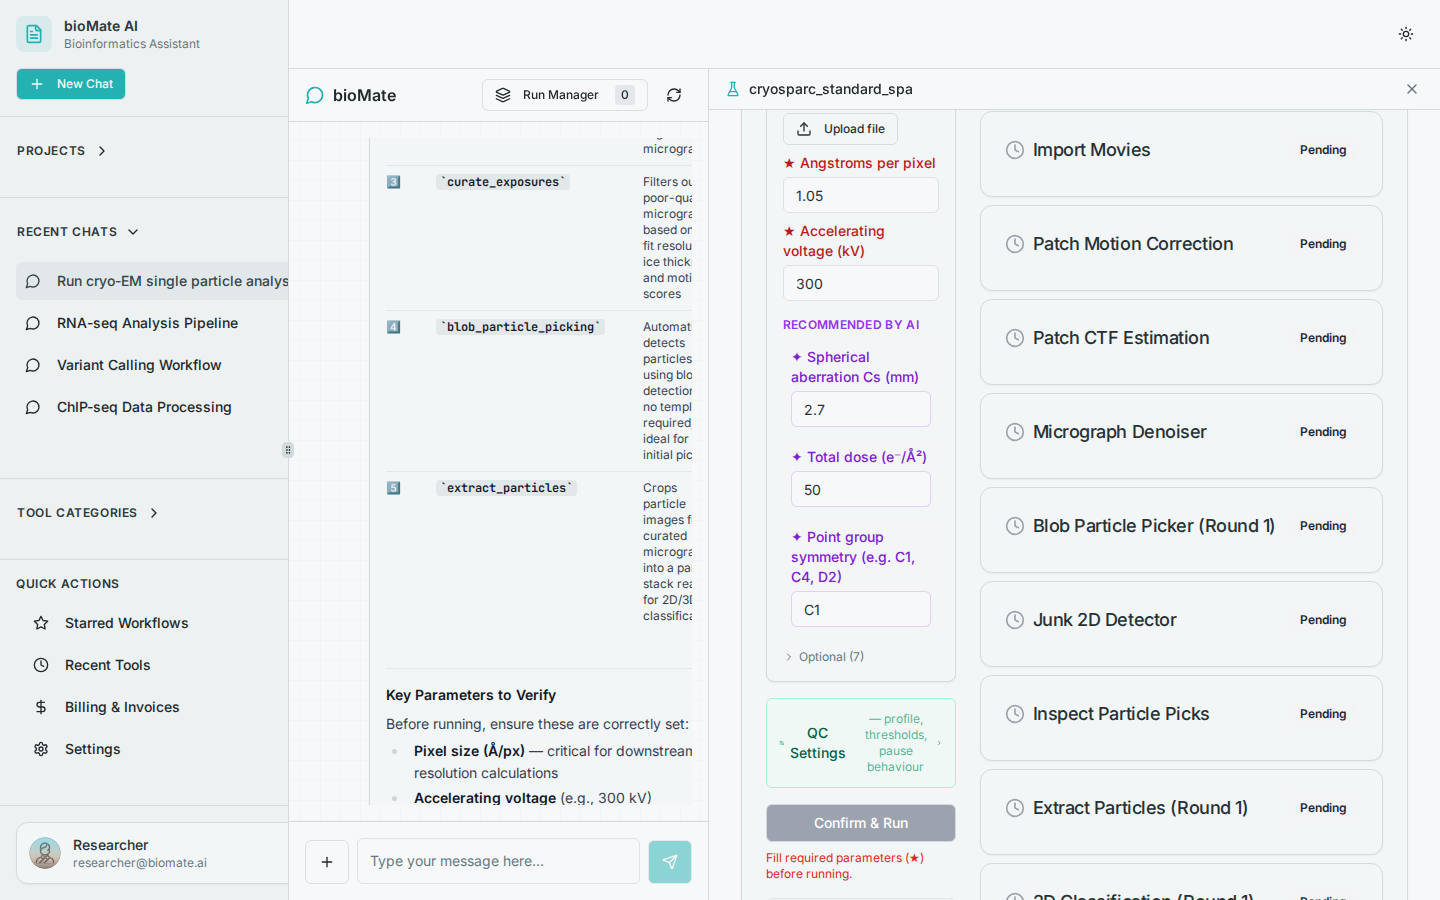 bioMate AI
Bioinformatics Assistant
New Chat
PROJECTS
RECENT CHATS
Run cryo-EM single particle analys
RNA-seq Analysis Pipeline
Variant Calling Workflow
ChIP-seq Data Processing
TOOL CATEGORIES
QUICK ACTIONS
Starred Workflows
Recent Tools
Billing & Invoices
Settings
Researcher
researcher@biomate.ai
bioMate
Run Manager 0
microgra
3 `curate_exposures` Filters ou
poor-qua
microgra
based on
fit resolu
ice thick
and moti
scores
4 `blob_particle_picking` Automat
detects
particles
using blo
detection
no templ
required
ideal for
initial pic
5 `extract_particles` Crops
particle
images f
curated
microgra
into a pa
stack rea
for 2D/3D
classifica
Key Parameters to Verify
Before running, ensure these are correctly set:
Pixel size (Å/px) — critical for downstream
resolution calculations
Accelerating voltage (e.g., 300 kV)
Type your message here...
cryosparc_standard_spa
Upload file
★ Angstroms per pixel
1.05
★ Accelerating
voltage (kV)
300
RECOMMENDED BY AI
✦ Spherical
aberration Cs (mm)
2.7
✦ Total dose (e⁻/Å²)
50
✦ Point group
symmetry (e.g. C1,
C4, D2)
C1
Optional (7)
QC
Settings
— profile,
thresholds,
pause
behaviour
Confirm & Run
Fill required parameters (★)
before running.
Import Movies Pending
Patch Motion Correction Pending
Patch CTF Estimation Pending
Micrograph Denoiser Pending
Blob Particle Picker (Round 1) Pending
Junk 2D Detector Pending
Inspect Particle Picks Pending
Extract Particles (Round 1) Pending
2D Classification (Round 1) Pending